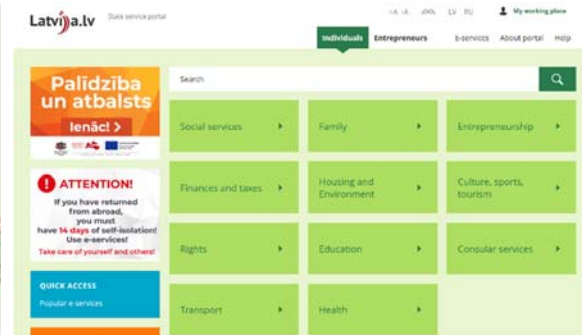 Latvija.lv
State service portal
100%
LV RU
My working place
Individuals
Entrepreneurs
E-services
About portal
Help
Palīdzība
un atbalsts
Ienāc! >
Search
Social services
Family
Entrepreneurship
Finances and taxes
Housing and
Environment
Culture, sports,
tourism
ATTENTION!
If you have returned
from abroad,
you must
have 14 days of self-isolation!
Use e-services!
Take care of yourself and others!
Rights
Education
Consular services
QUICK ACCESS
Popular e-services
Transport
Health